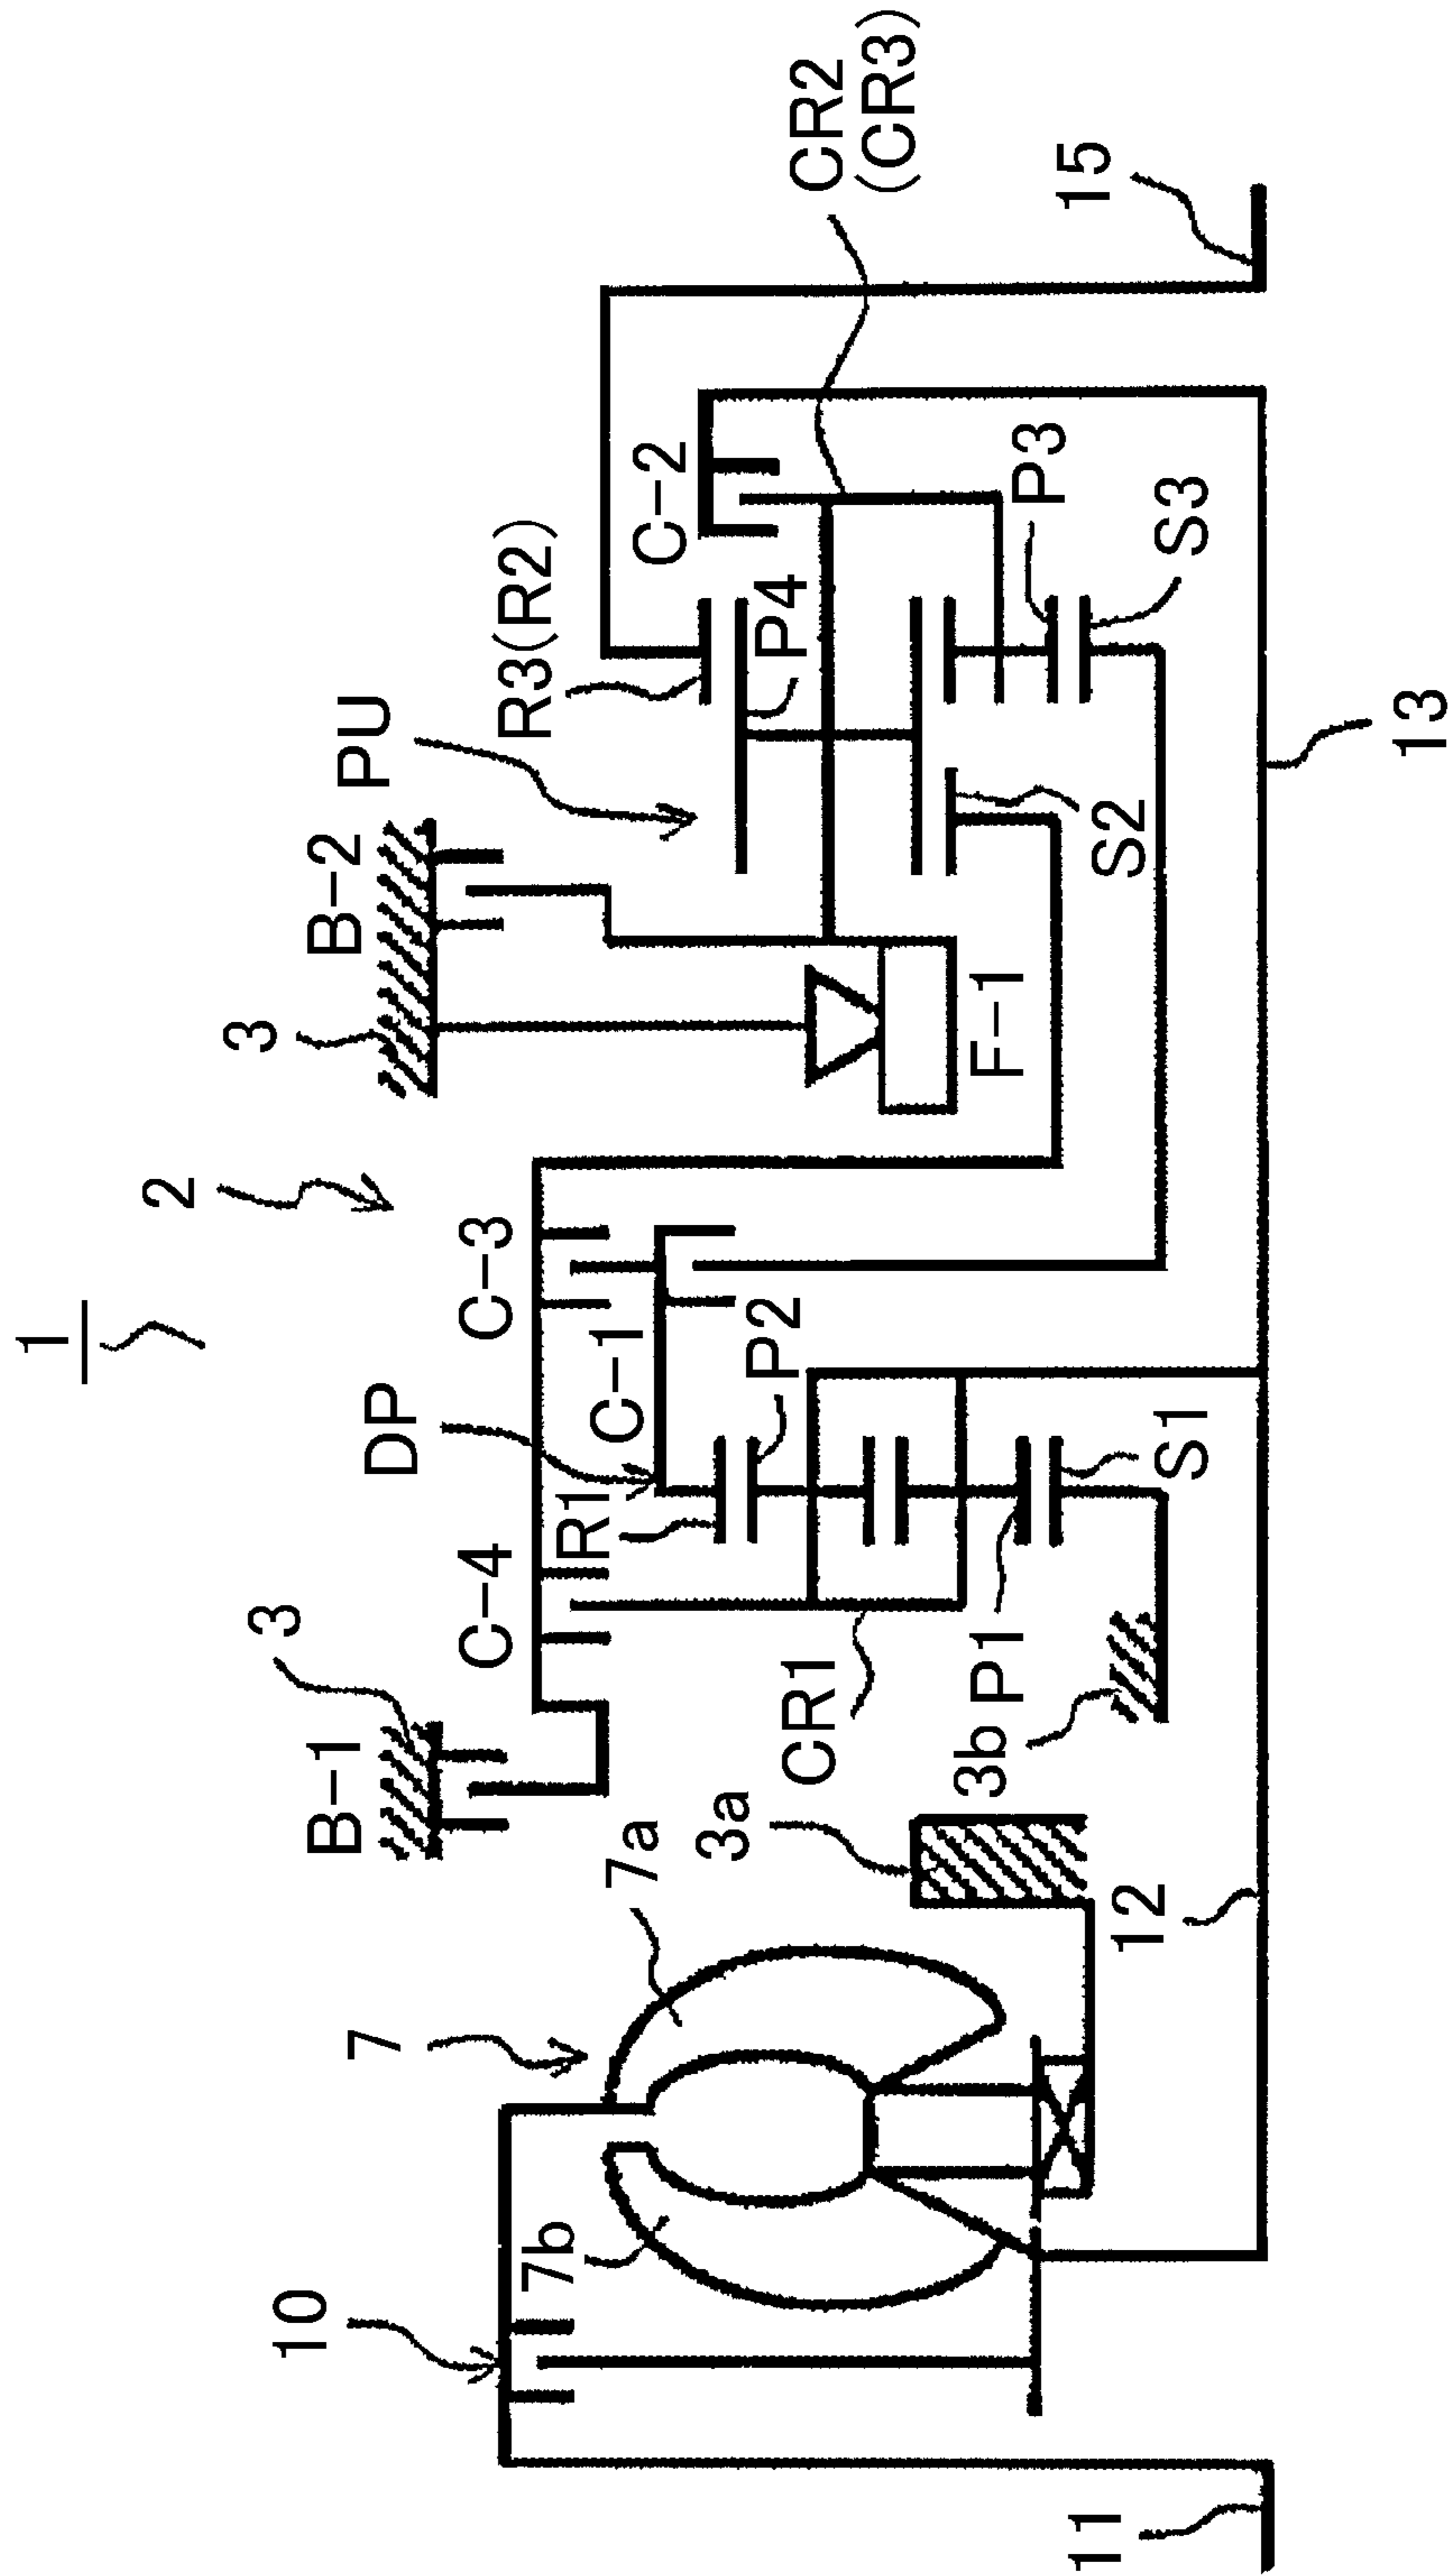 1
2
DP
PU
3
B-1
3
B-2
10
7
C-4
C-3
R3(R2)
7b
7a
R1
C-1
C-2
P2
P4
CR2
(CR3)
3a
CR1
3b
P1
F-1
P3
11
12
S1
S2
S3
15
13